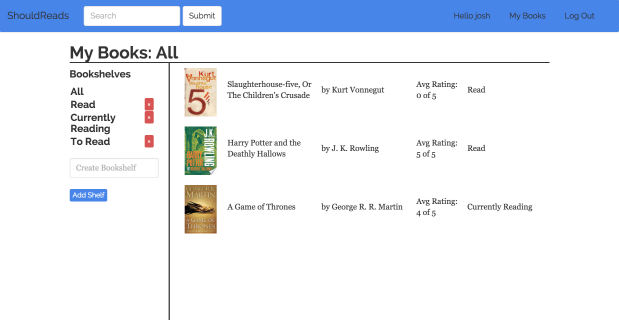 ShouldReads
Search
Submit
Hello josh
My Books
Log Out
My Books: All
Bookshelves
All
Read
x
Currently
Reading
x
To Read
x
Create Bookshelf
Add Shelf
Kurt
Vonnegut
5
Slaughterhouse-five, Or
The Children's Crusade
by Kurt Vonnegut
Avg Rating:
0 of 5
Read
J.K.
ROWLING
Harry Potter and the
Deathly Hallows
by J. K. Rowling
Avg Rating:
5 of 5
Read
MARTIN
A Game of Thrones
by George R. R. Martin
Avg Rating:
4 of 5
Currently Reading